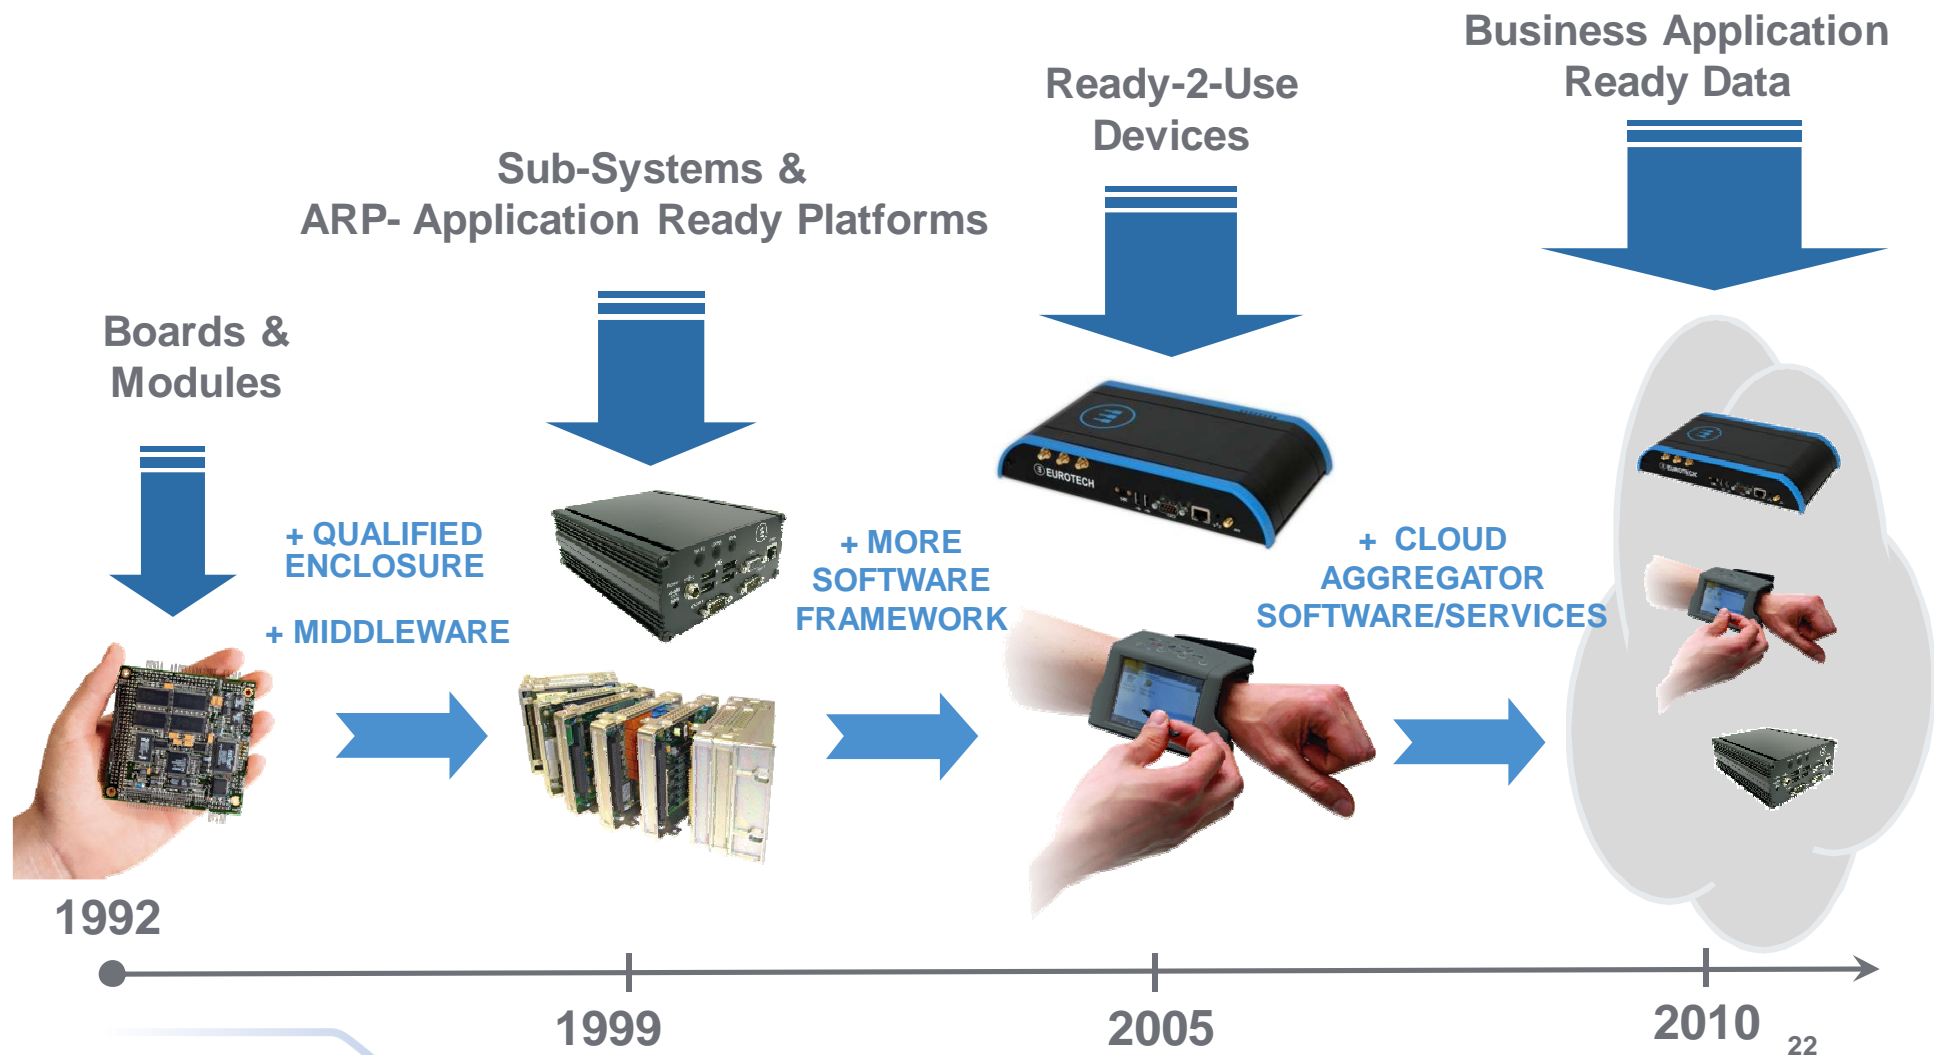 Boards &
Modules
+ QUALIFIED
ENCLOSURE
+ MIDDLEWARE
Sub-Systems &
ARP- Application Ready Platforms
+ MORE
SOFTWARE
FRAMEWORK
Ready-2-Use
Devices
EUROTECH
+ CLOUD
AGGREGATOR
SOFTWARE/SERVICES
Business Application
Ready Data
EUROTECH
1992
1999
2005
2010
22